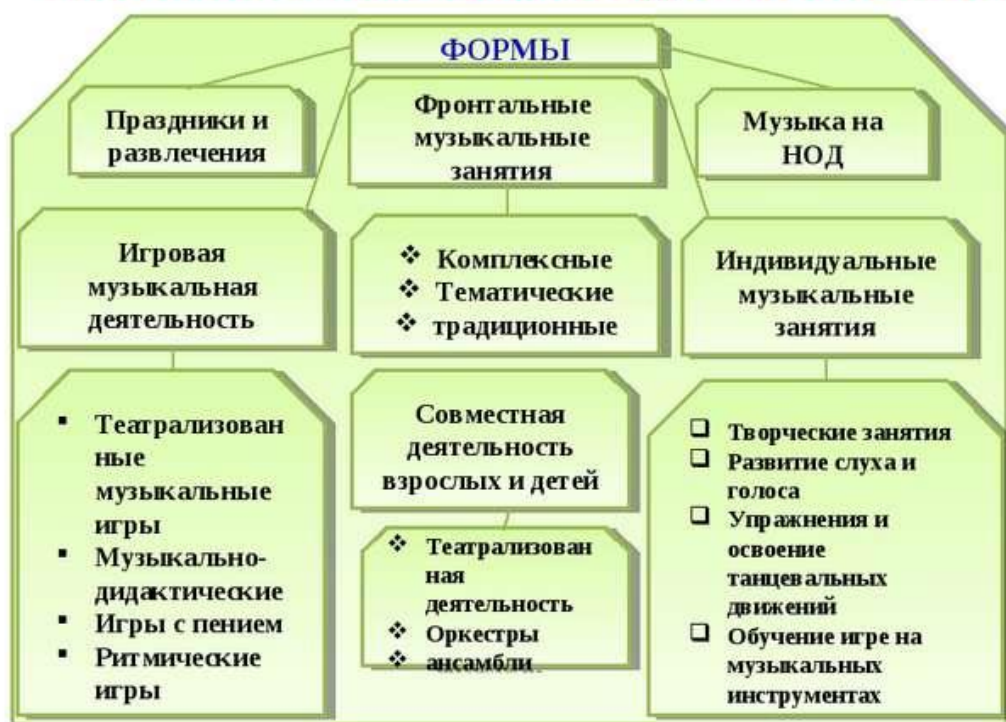 ФОРМЫ
Праздники и
развлечения
Фронтальные
музыкальные
занятия
Музыка на
НОД
Игровая
музыкальная
деятельность
❖ Комплексные
❖ Тематические
❖ традиционные
Индивидуальные
музыкальные
занятия
▪ Театрализован
ные
музыкальные
игры
▪ Музыкально-
дидактические
▪ Игры с пением
▪ Ритмические
игры
Совместная
деятельность
взрослых и детей
❖ Театрализован
ная
деятельность
❖ Оркестры
❖ ансамбли
❑ Творческие занятия
❑ Развитие слуха и
голоса
❑ Упражнения и
освоение
танцевальных
движений
❑ Обучение игре на
музыкальных
инструментах